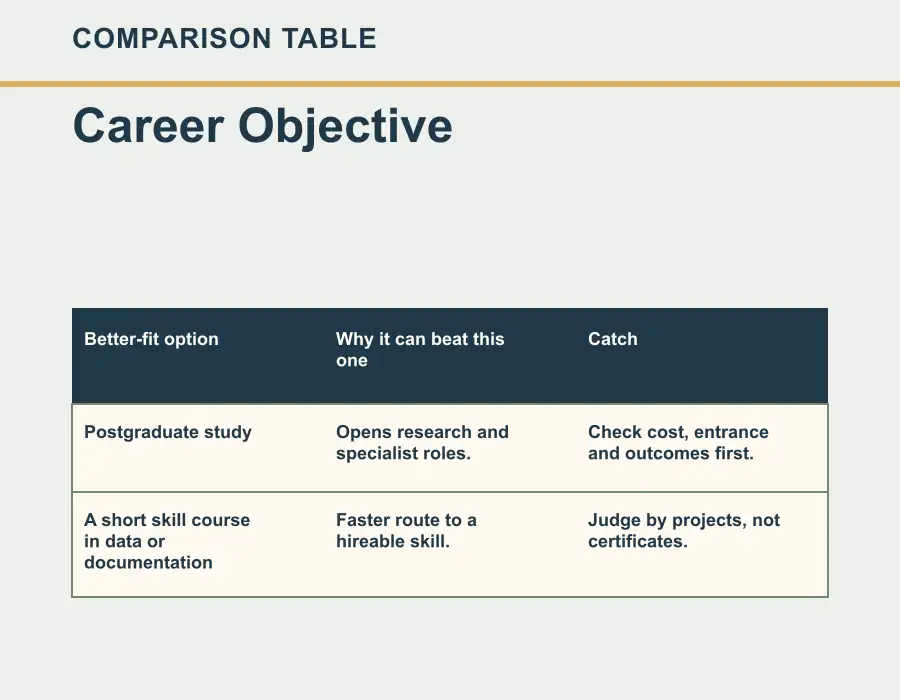 COMPARISON TABLE
Career Objective
Better-fit option
Why it can beat this
one
Catch
Postgraduate study
Opens research and
specialist roles.
Check cost, entrance
and outcomes first.
A short skill course
in data or
documentation
Faster route to a
hireable skill.
Judge by projects, not
certificates.